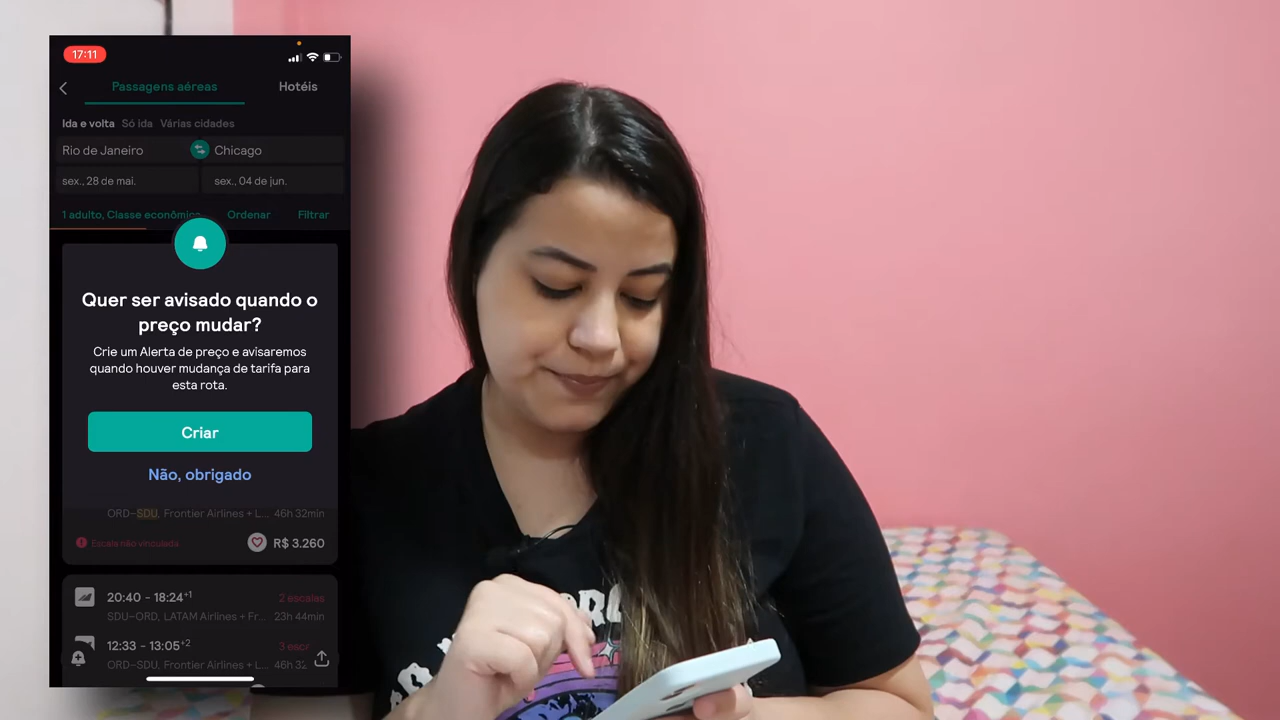 17:11
Passagens aéreas Hotéis
Ida e volta Só ida Várias cidades
Rio de Janeiro Chicago
sex., 28 de mai. sex., 04 de jun.
1 adulto, Classe econômica Ordenar Filtrar
Quer ser avisado quando o
preço mudar?
Crie um Alerta de preço e avisaremos
quando houver mudança de tarifa para
esta rota.
Criar
Não, obrigado
ORD–SDU, Frontier Airlines + L... 46h 32min
Escala não vinculada R$ 3.260
20:40 - 18:24+1 2 escalas
SDU–ORD, LATAM Airlines + Fr... 23h 44min
12:33 - 13:05+2 3 esc
ORD–SDU, Frontier Airlines + L... 46h 32